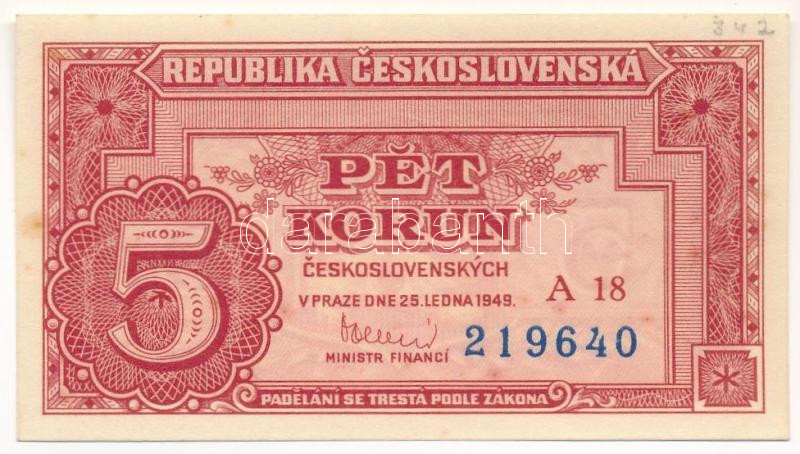 342
REPUBLIKA ČESKOSLOVENSKÁ
PĚT
KORUN
darabanth
ČESKOSLOVENSKÝCH
V PRAZE DNE 25. LEDNA 1949.
A 18
5
219640
MINISTR FINANCÍ
PADĚLÁNÍ SE TRESTÁ PODLE ZÁKONA